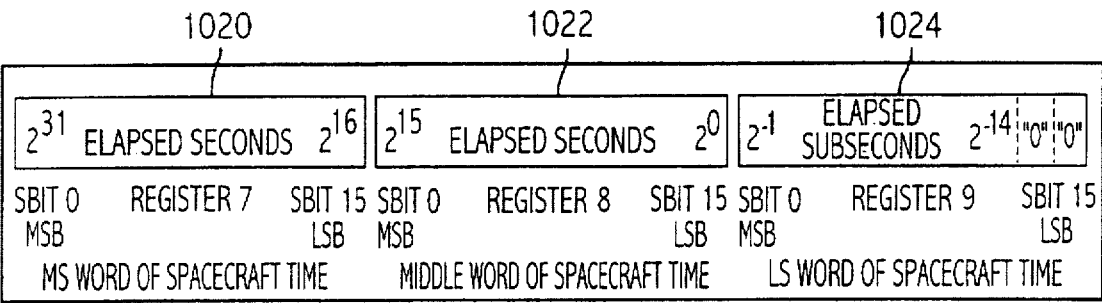 1020 1022 1024
2^31 ELAPSED SECONDS 2^16 2^15 ELAPSED SECONDS 2^0 2^-1 ELAPSED SUBSECONDS 2^-14 "0" "0"
SBIT 0 REGISTER 7 SBIT 15 SBIT 0 REGISTER 8 SBIT 15 SBIT 0 REGISTER 9 SBIT 15
MSB LSB MSB LSB MSB LSB
MS WORD OF SPACECRAFT TIME MIDDLE WORD OF SPACECRAFT TIME LS WORD OF SPACECRAFT TIME